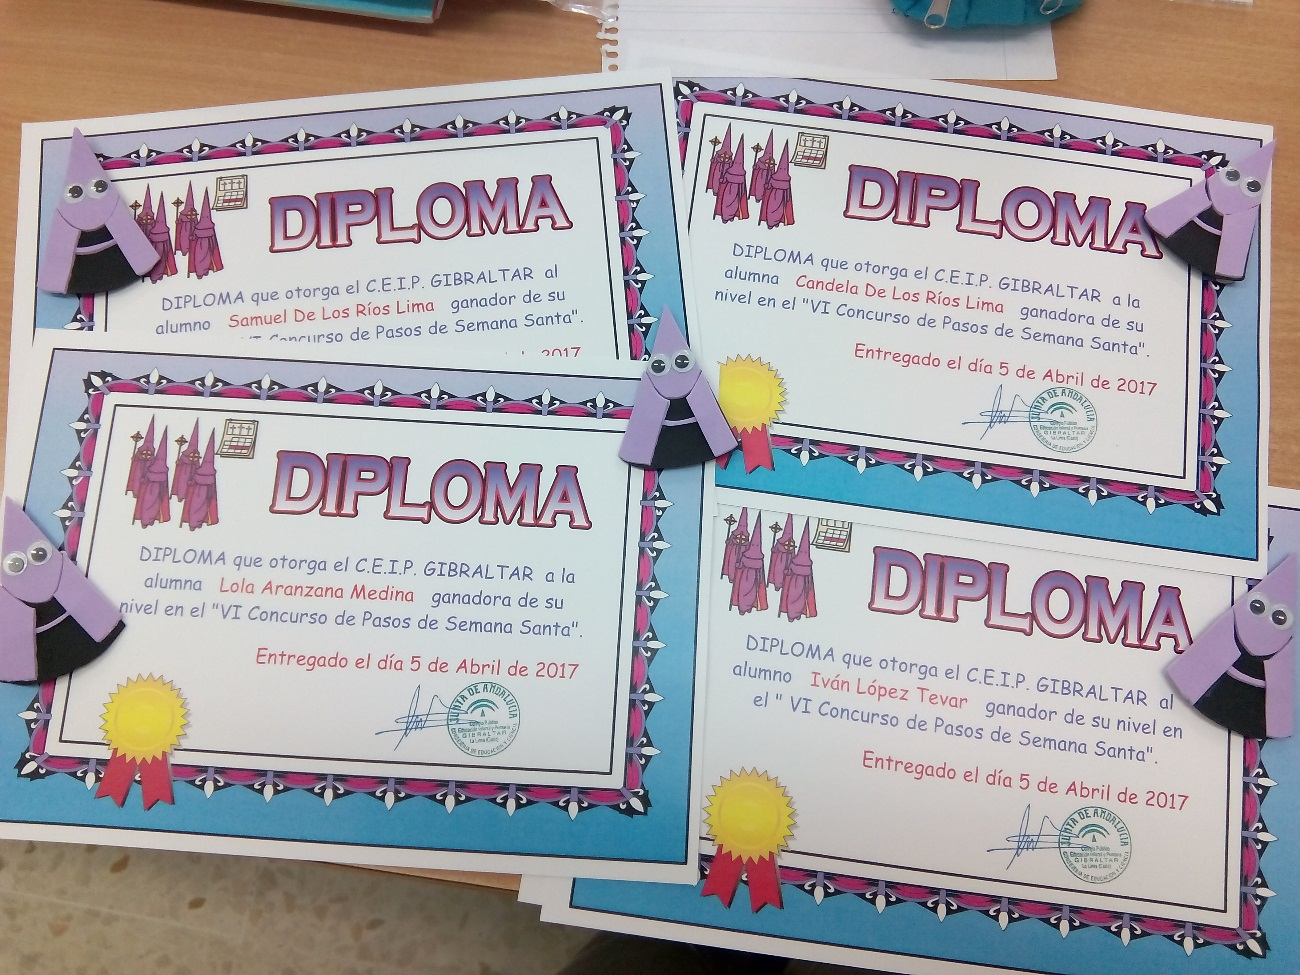 DIPLOMA
DIPLOMA que otorga el C.E.I.P. GIBRALTAR al
alumno Samuel De Los Ríos Lima ganador de su
VI Concurso de Pasos de Semana Santa".
2017
DIPLOMA
DIPLOMA que otorga el C.E.I.P. GIBRALTAR a la
alumna Candela De Los Ríos Lima ganadora de su
nivel en el "VI Concurso de Pasos de Semana Santa".
Entregado el día 5 de Abril de 2017
JUNTA DE ANDALUCIA
GIBRALTAR
DIPLOMA
DIPLOMA que otorga el C.E.I.P. GIBRALTAR a la
alumna Lola Aranzana Medina ganadora de su
nivel en el "VI Concurso de Pasos de Semana Santa".
Entregado el día 5 de Abril de 2017
JUNTA DE ANDALUCIA
Colegio Público
GIBRALTAR
DIPLOMA
DIPLOMA que otorga el C.E.I.P. GIBRALTAR al
alumno Iván López Tevar ganador de su nivel en
el " VI Concurso de Pasos de Semana Santa".
Entregado el día 5 de Abril de 2017
JUNTA DE ANDALUCIA
Colegio Público
GIBRALTAR